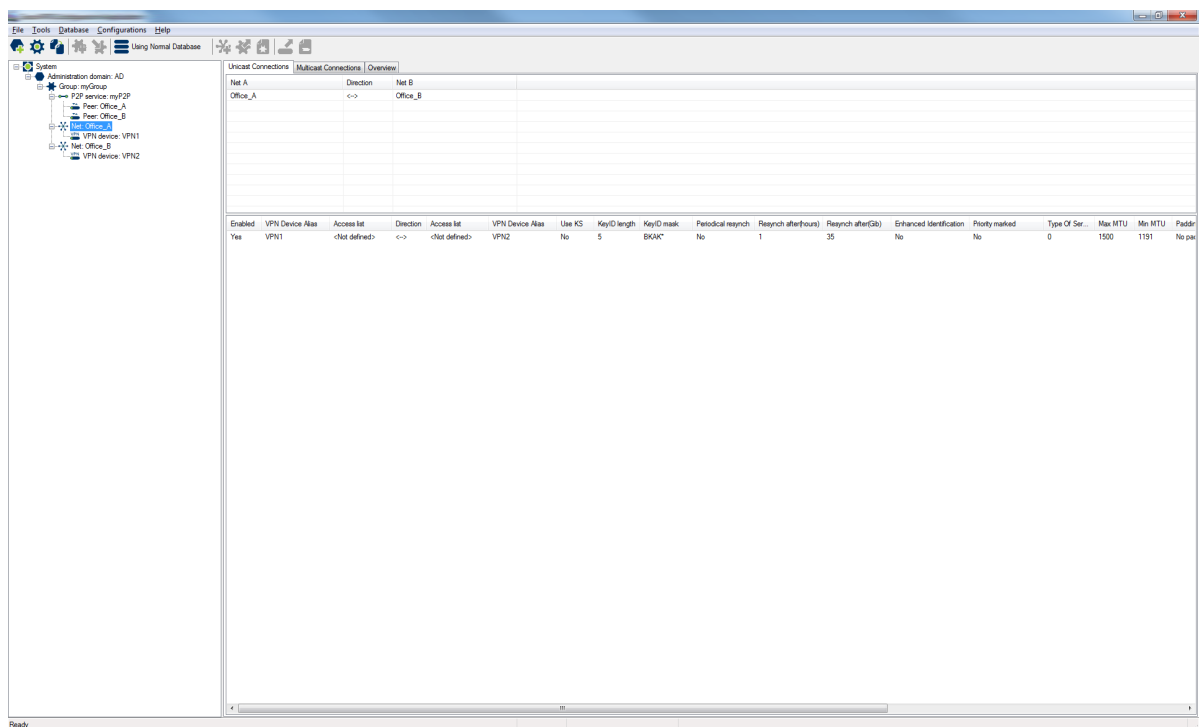 File Tools Database Configurations Help
Using Normal Database
System
Administration domain: AD
Group: myGroup
P2P service: myP2P
Peer: Office_A
Peer: Office_B
Net: Office_A
VPN device: VPN1
Net: Office_B
VPN device: VPN2
Unicast Connections Multicast Connections Overview
Net A Direction Net B
Office_A <--> Office_B
Enabled VPN Device Alias Access list Direction Access list VPN Device Alias Use KS KeyID length KeyID mask Periodical resynch Resynch after(hours) Resynch after(Gb) Enhanced Identification Priority marked Type Of Ser... Max MTU Min MTU Paddin
Yes VPN1 <Not defined> <--> <Not defined> VPN2 No 5 BKAK* No 1 35 No No 0 1500 1191 No pad
Ready